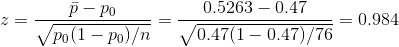 z = \frac{\bar{p} - p_0}{\sqrt{p_0(1 - p_0)/n}} = \frac{0.5263 - 0.47}{\sqrt{0.47(1 - 0.47)/76}} = 0.984